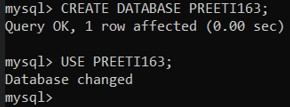 mysql> CREATE DATABASE PREETI163;
Query OK, 1 row affected (0.00 sec)
mysql> USE PREETI163;
Database changed
mysql>